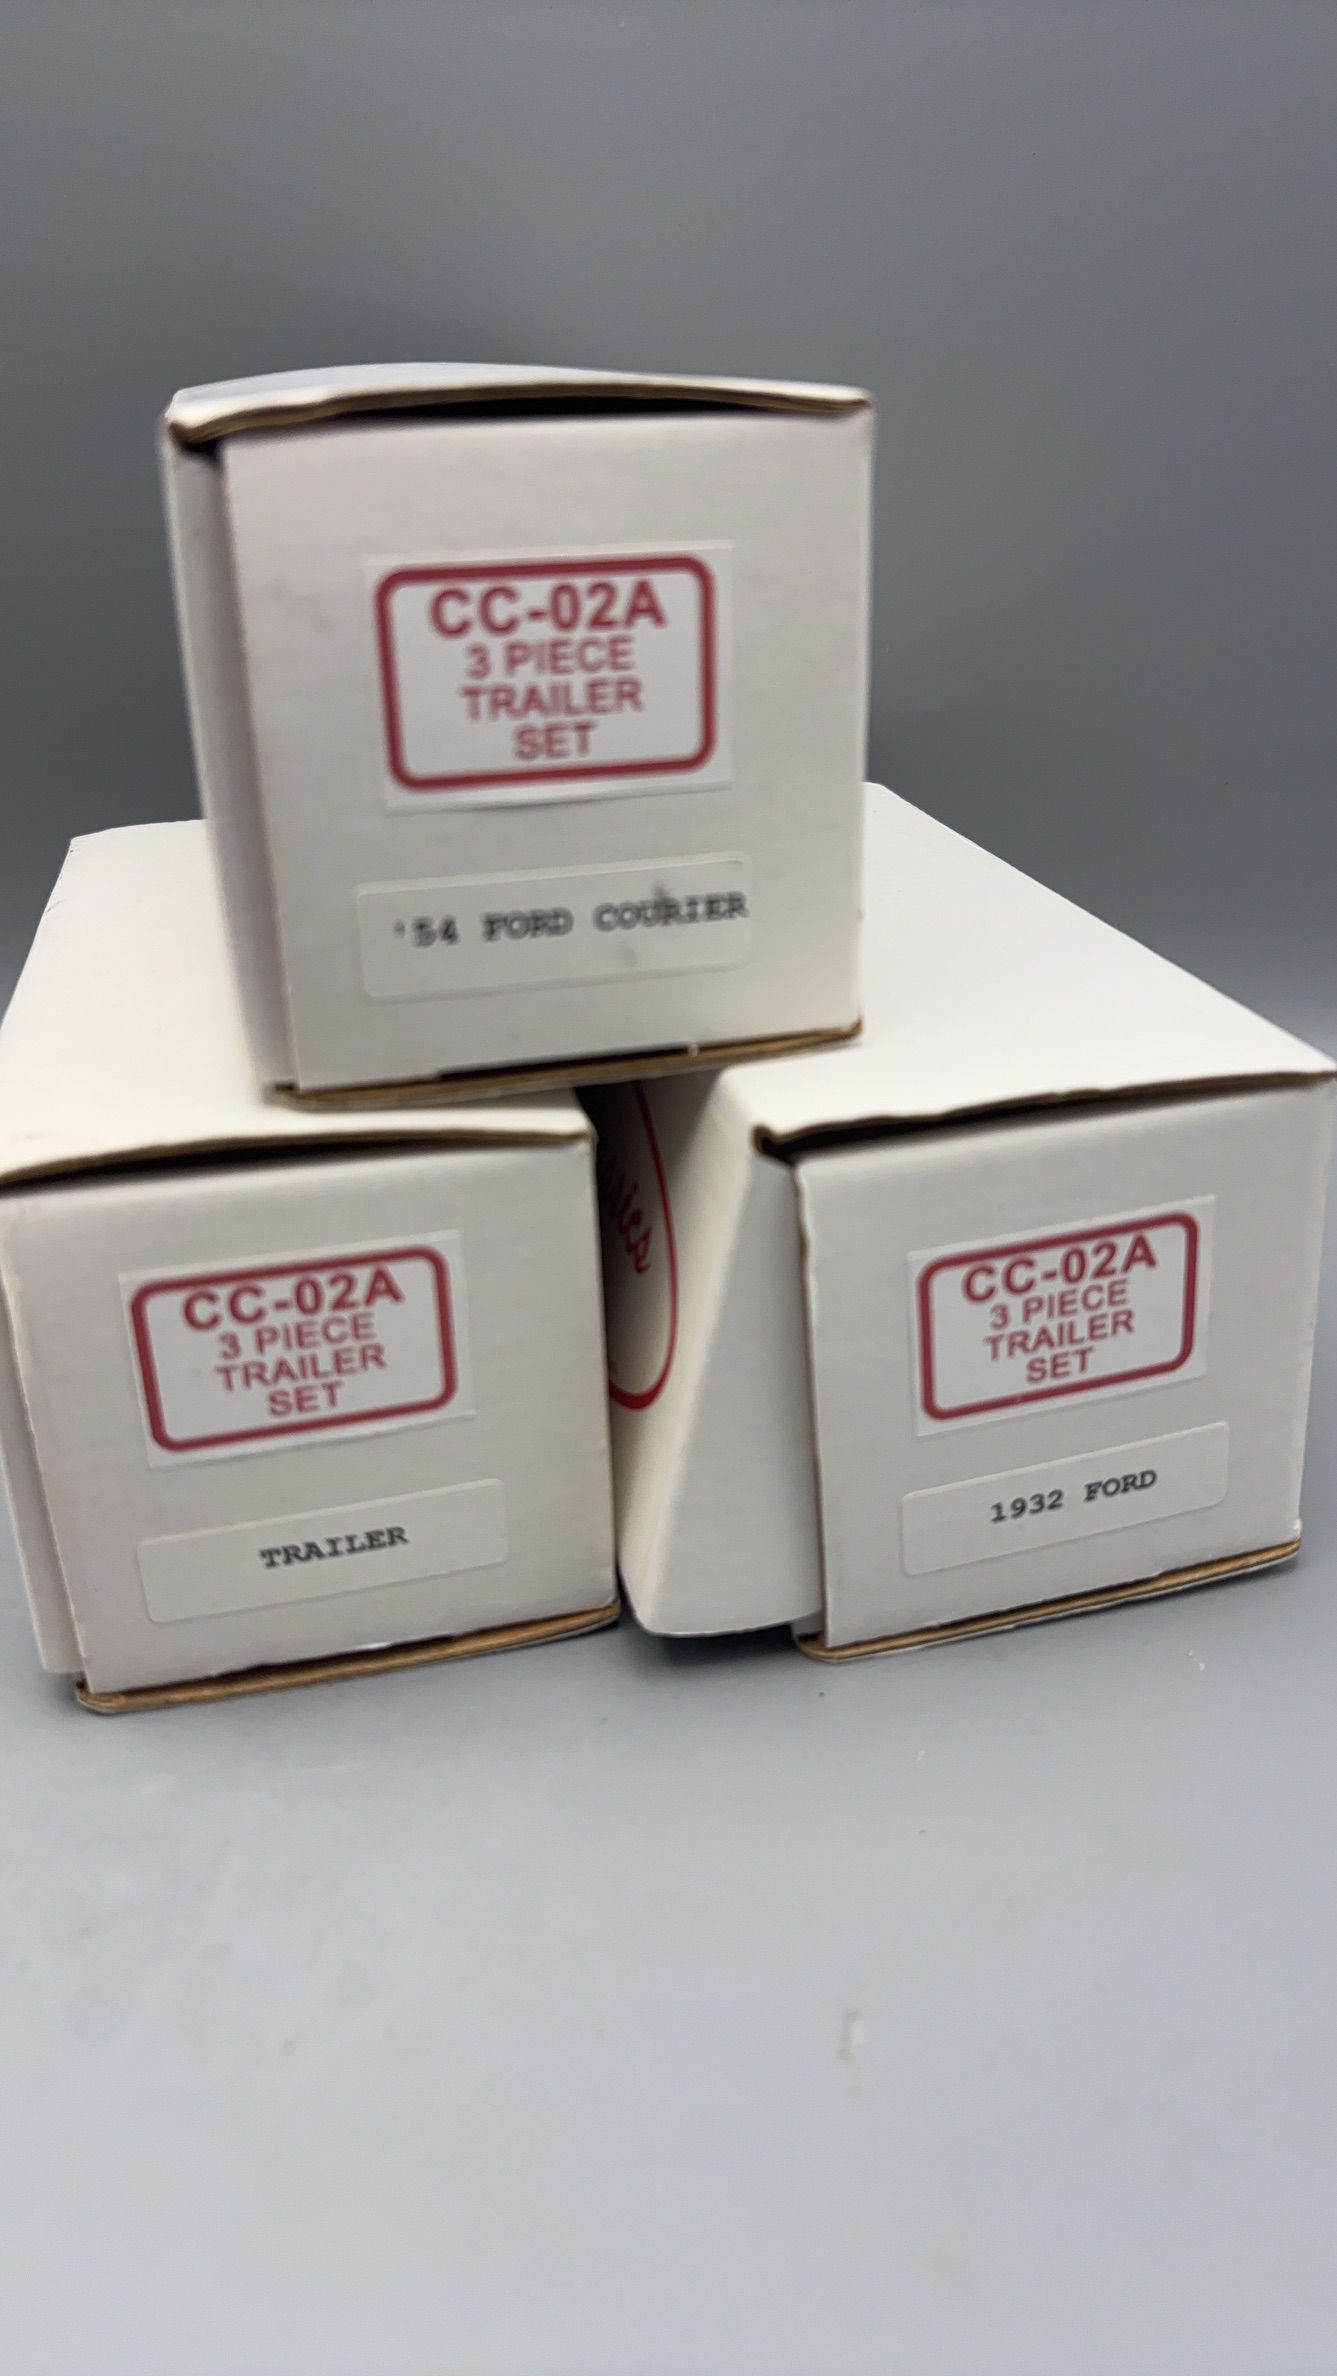 CC-02A
3 PIECE
TRAILER
SET
'54 FORD COURIER
CC-02A
3 PIECE
TRAILER
SET
TRAILER
CC-02A
3 PIECE
TRAILER
SET
1932 FORD